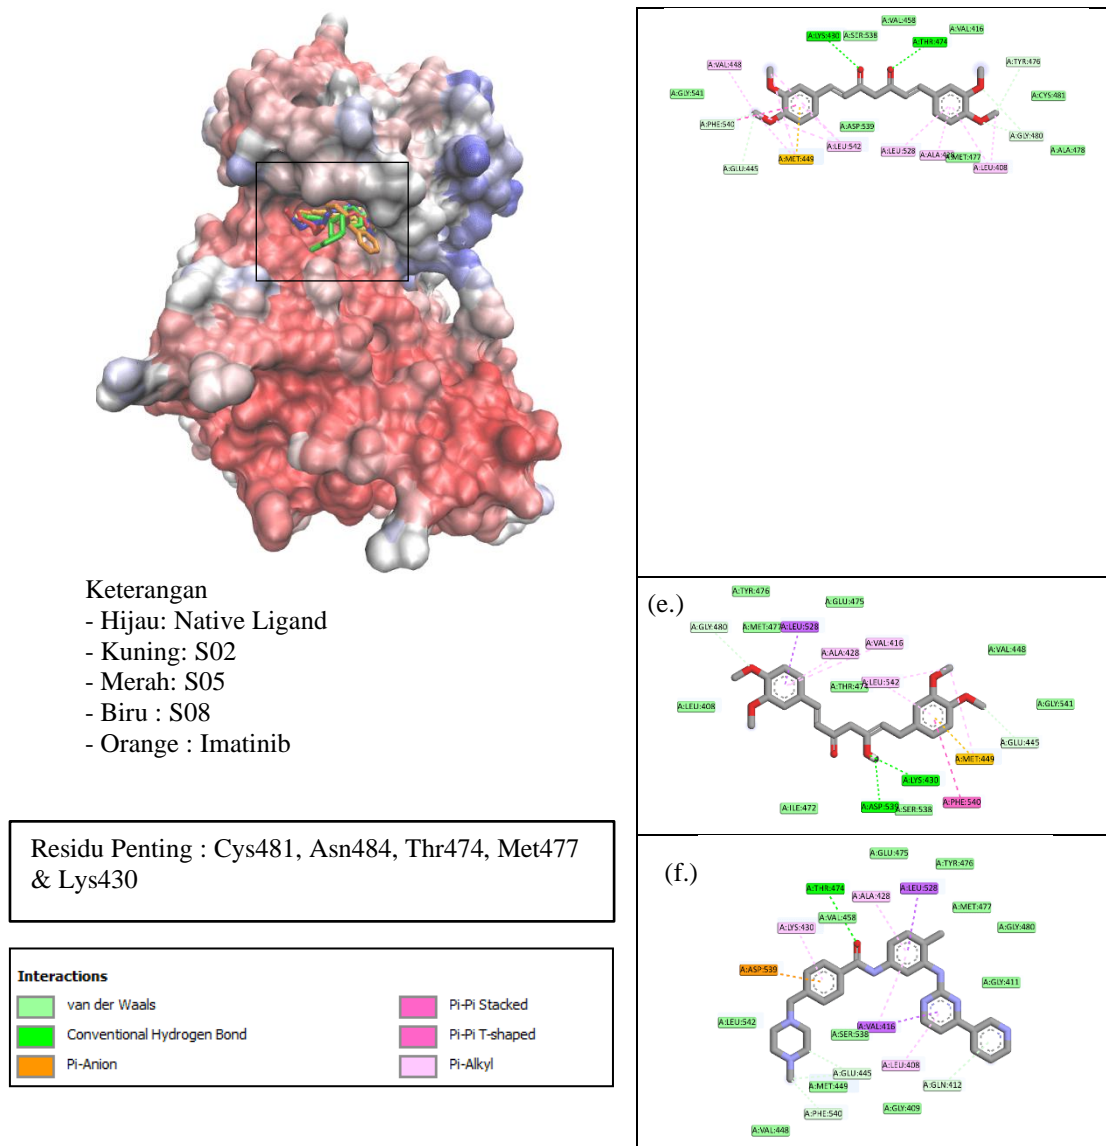 Keterangan
- Hijau: Native Ligand
- Kuning: S02
- Merah: S05
- Biru : S08
- Orange : Imatinib
Residu Penting : Cys481, Asn484, Thr474, Met477
& Lys430
Interactions
van der Waals
Conventional Hydrogen Bond
Pi-Anion
Pi-Pi Stacked
Pi-Pi T-shaped
Pi-Alkyl
A:VAL:458
A:LYS:430
A:SER:538
A:THR:474
A:VAL:416
A:VAL:448
A:TYR:476
A:GLY:541
A:CYS:481
A:PHE:540
A:ASP:539
A:GLY:480
A:LEU:542
A:LEU:528
A:MET:449
A:MET:477
A:ALA:478
A:GLU:445
A:LEU:408
(e.)
A:TYR:476
A:GLU:475
A:GLY:480
A:MET:477
A:LEU:528
A:VAL:416
A:ALA:428
A:VAL:448
A:THR:474
A:LEU:542
A:LEU:408
A:GLY:541
A:GLU:445
A:MET:449
A:LYS:430
A:ILE:472
A:SER:538
A:PHE:540
(f.)
A:GLU:475
A:TYR:476
A:THR:474
A:ALA:428
A:LEU:528
A:VAL:458
A:MET:477
A:LYS:430
A:GLY:480
A:ASP:539
A:GLY:411
A:LEU:542
A:SER:538
A:VAL:416
A:LEU:408
A:GLU:445
A:MET:449
A:GLN:412
A:PHE:540
A:GLY:409
A:VAL:448